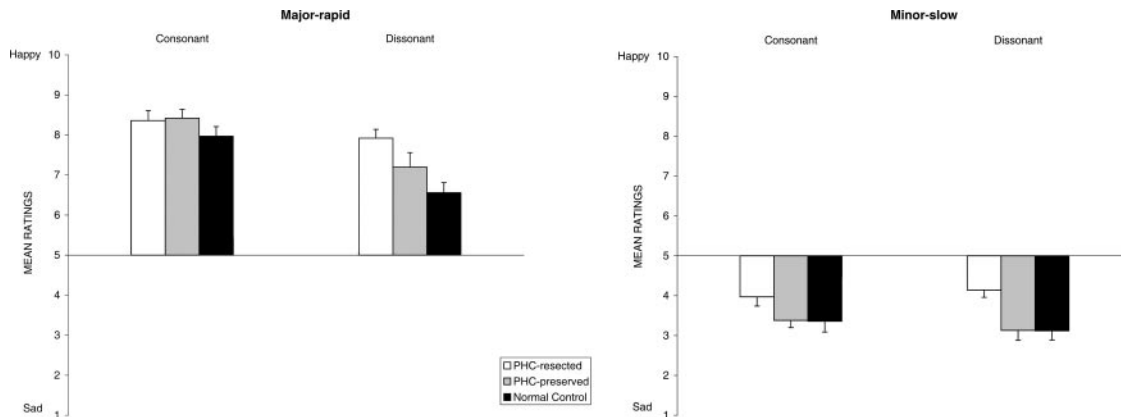 Major-rapid
Consonant
Dissonant
Happy
10
9
8
7
6
5
4
3
2
Sad
1
MEAN RATINGS
PHC-resected
PHC-preserved
Normal Control
Minor-slow
Consonant
Dissonant
Happy
10
9
8
7
6
5
4
3
2
Sad
1
MEAN RATINGS